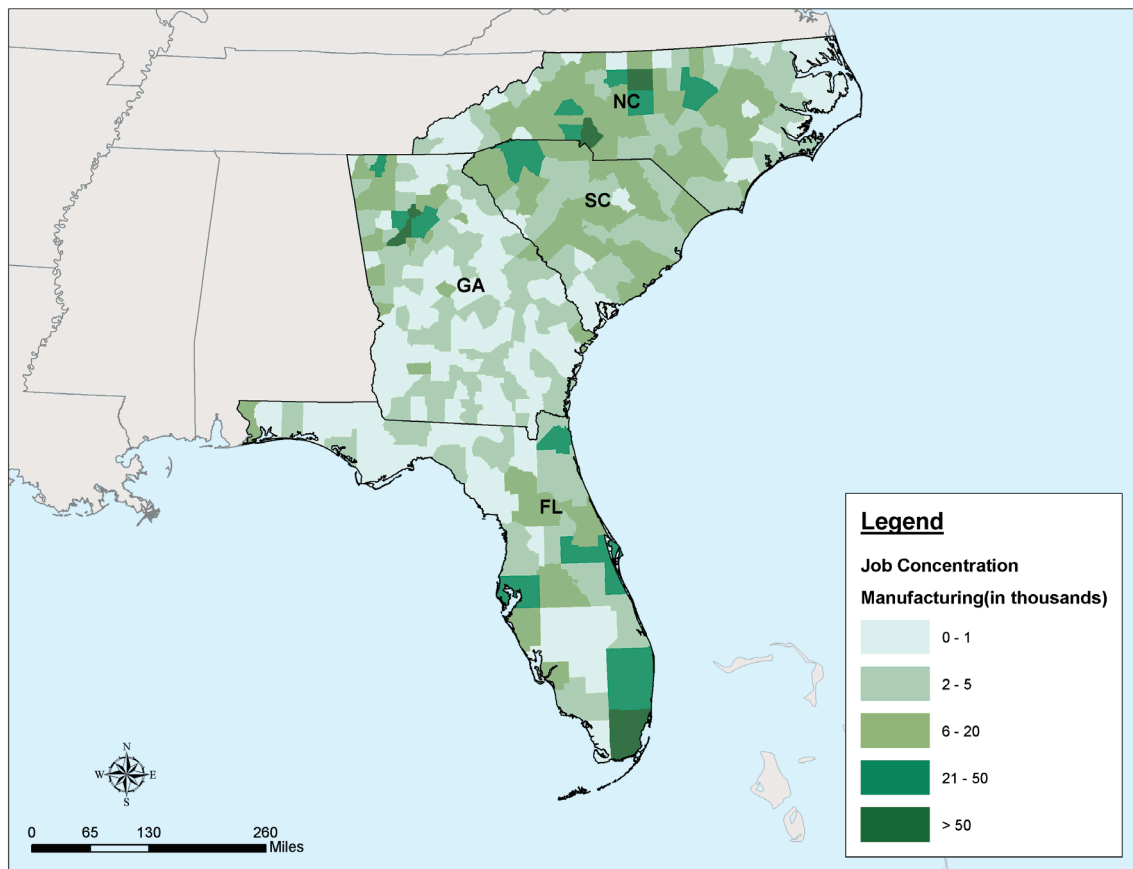 NC
SC
GA
FL
Legend
Job Concentration
Manufacturing(in thousands)
0 - 1
2 - 5
6 - 20
21 - 50
> 50
N
W
E
S
0
65
130
260
Miles